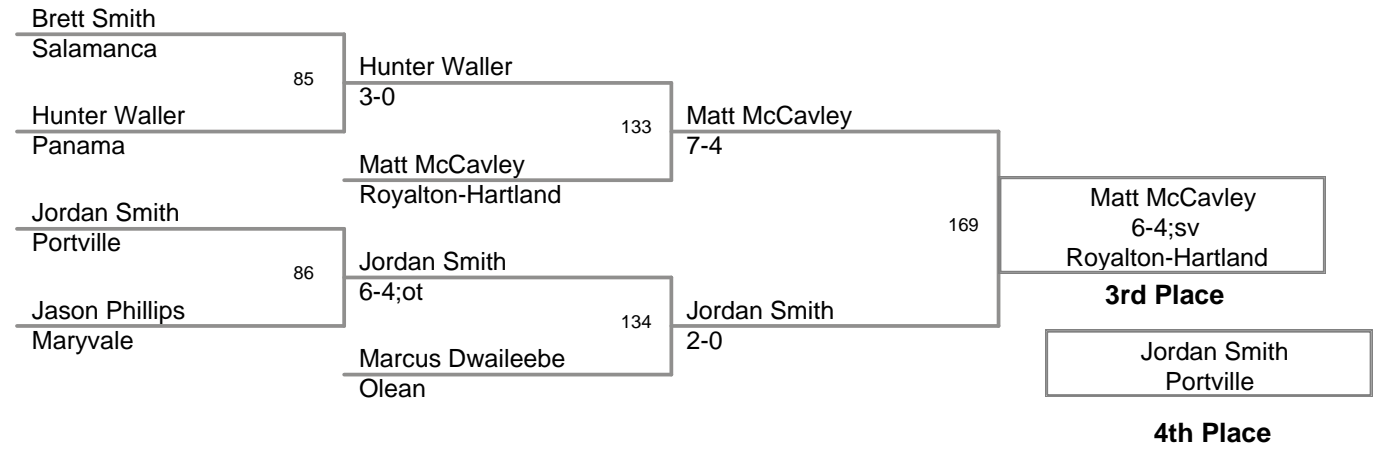 Brett Smith
Salamanca
85
Hunter Waller
Panama
Hunter Waller
3-0
133
Matt McCavley
Royalton-Hartland
Matt McCavley
7-4
Jordan Smith
Portville
86
Jason Phillips
Maryvale
Jordan Smith
6-4;ot
134
Marcus Dwaileebe
Olean
Jordan Smith
2-0
169
Matt McCavley
6-4;sv
Royalton-Hartland
3rd Place
Jordan Smith
Portville
4th Place